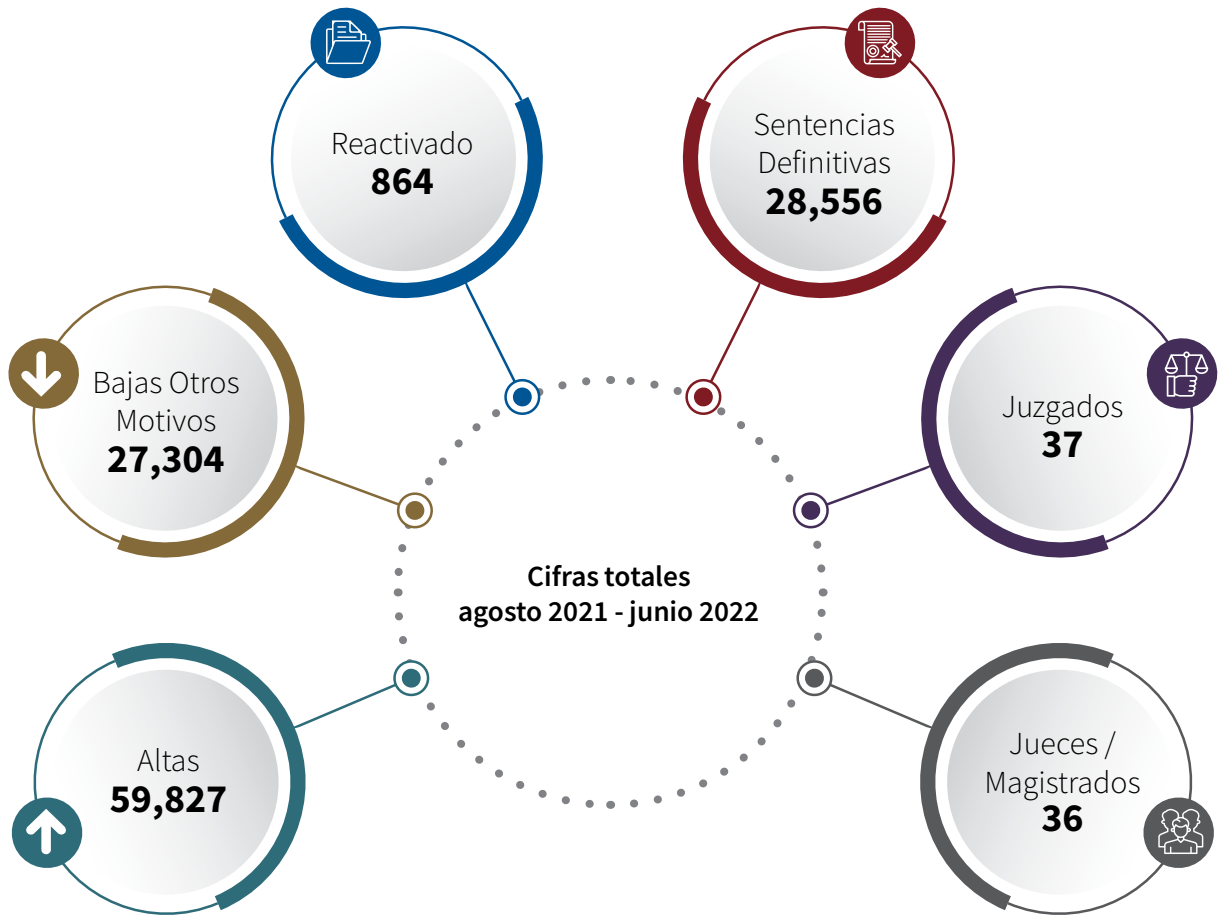 Reactivado
864
Sentencias
Definitivas
28,556
Bajas Otros
Motivos
27,304
Juzgados
37
Cifras totales
agosto 2021 - junio 2022
Altas
59,827
Jueces /
Magistrados
36